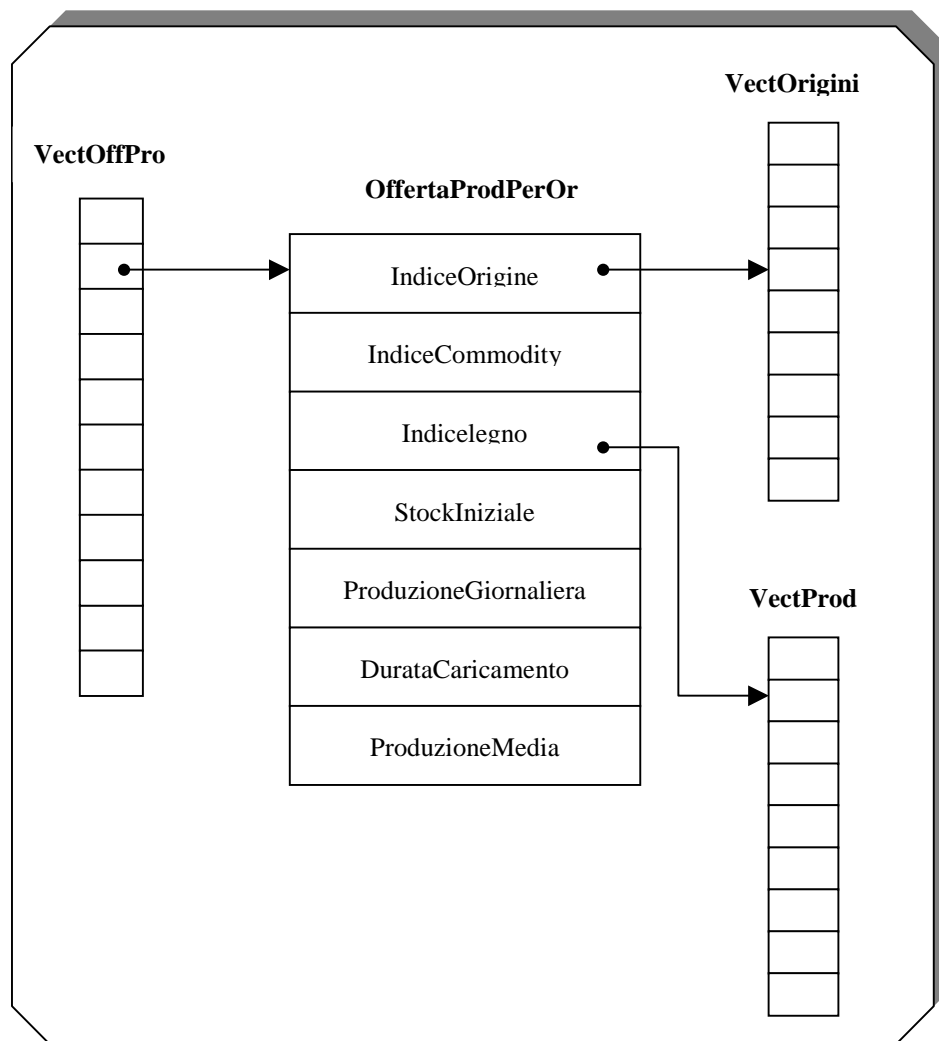 VectOrigini
VectOffPro
OffertaProdPerOr
IndiceOrigine
IndiceCommodity
Indicelegno
StockIniziale
ProduzioneGiornaliera
VectProd
DurataCaricamento
ProduzioneMedia